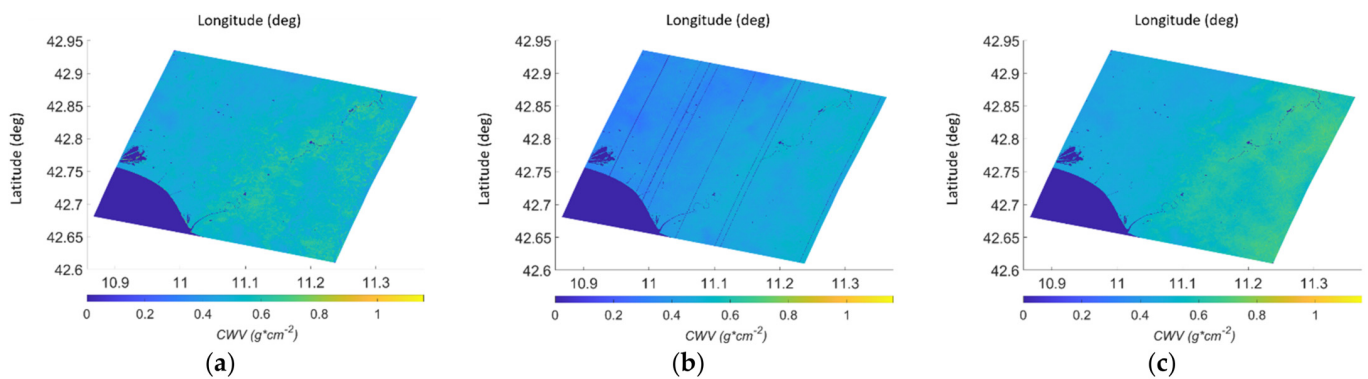 Longitude (deg)
Latitude (deg)
42.95
42.9
42.85
42.8
42.75
42.7
42.65
42.6
10.9 11 11.1 11.2 11.3
0 0.2 0.4 0.6 0.8 1
CWV (g*cm-2)
(a)
Longitude (deg)
Latitude (deg)
42.95
42.9
42.85
42.8
42.75
42.7
42.65
42.6
10.9 11 11.1 11.2 11.3
0 0.2 0.4 0.6 0.8 1
CWV (g*cm-2)
(b)
Longitude (deg)
Latitude (deg)
42.95
42.9
42.85
42.8
42.75
42.7
42.65
42.6
10.9 11 11.1 11.2 11.3
0 0.2 0.4 0.6 0.8 1
CWV (g*cm-2)
(c)